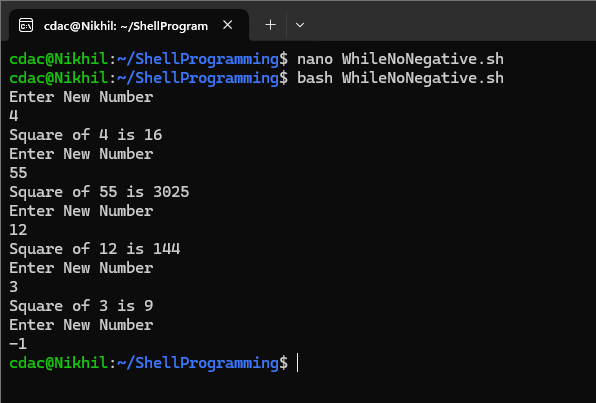 cdac@Nikhil: ~/ShellProgram
cdac@Nikhil:~/ShellProgramming$ nano WhileNoNegative.sh
cdac@Nikhil:~/ShellProgramming$ bash WhileNoNegative.sh
Enter New Number
4
Square of 4 is 16
Enter New Number
55
Square of 55 is 3025
Enter New Number
12
Square of 12 is 144
Enter New Number
3
Square of 3 is 9
Enter New Number
-1
cdac@Nikhil:~/ShellProgramming$